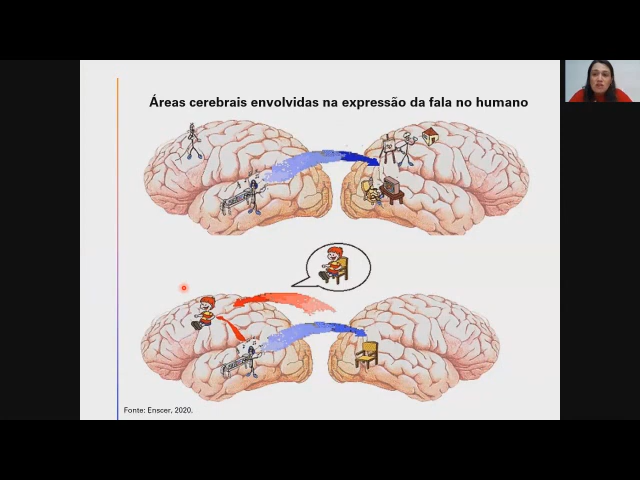 Áreas cerebrais envolvidas na expressão da fala no humano
Fonte: Enscer, 2020.